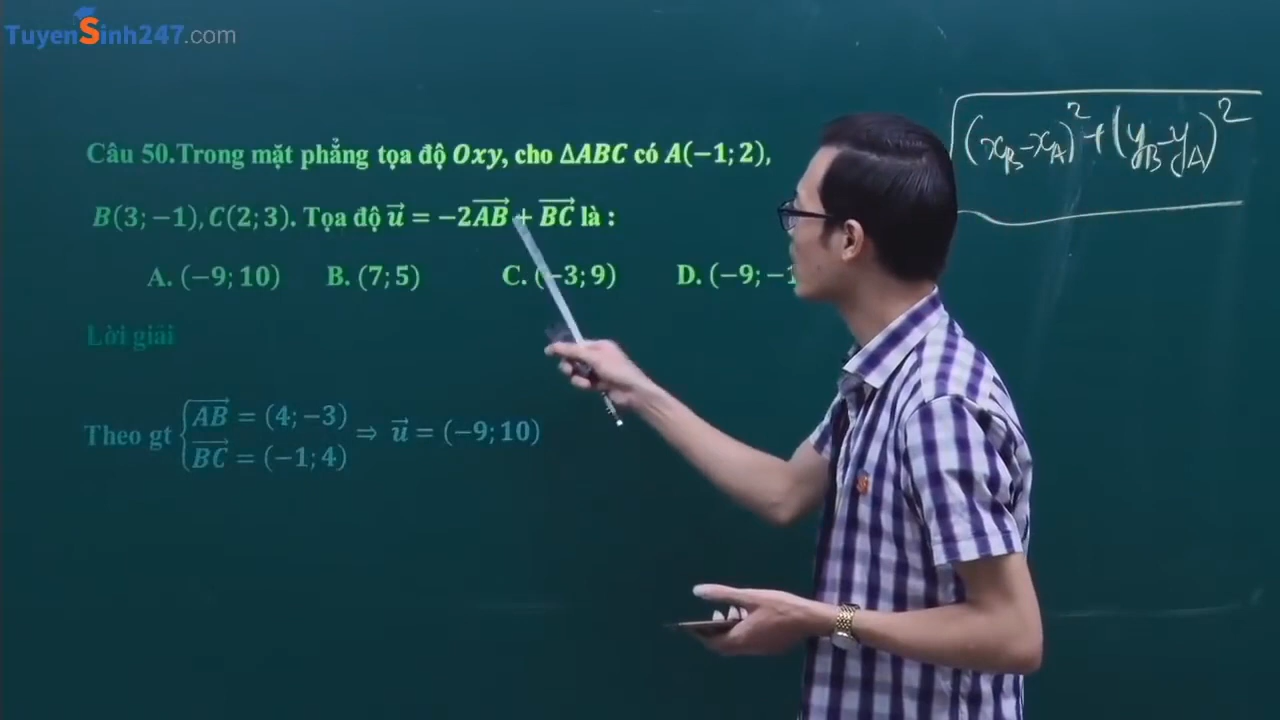 TuyenSinh247.com
(x_B-x_A)²+(y_B-y_A)²
Câu 50.Trong mặt phẳng tọa độ Oxy, cho ΔABC có A(−1;2),
B(3;−1), C(2;3). Tọa độ u⃗ = −2A͞B⃗ + B͞C⃗ là :
A. (−9;10) B. (7;5) C. (−3;9) D. (−9;−1
Lời giải
Theo gt { AB⃗ = (4;−3)
BC⃗ = (−1;4) ⇒ u⃗ = (−9;10)